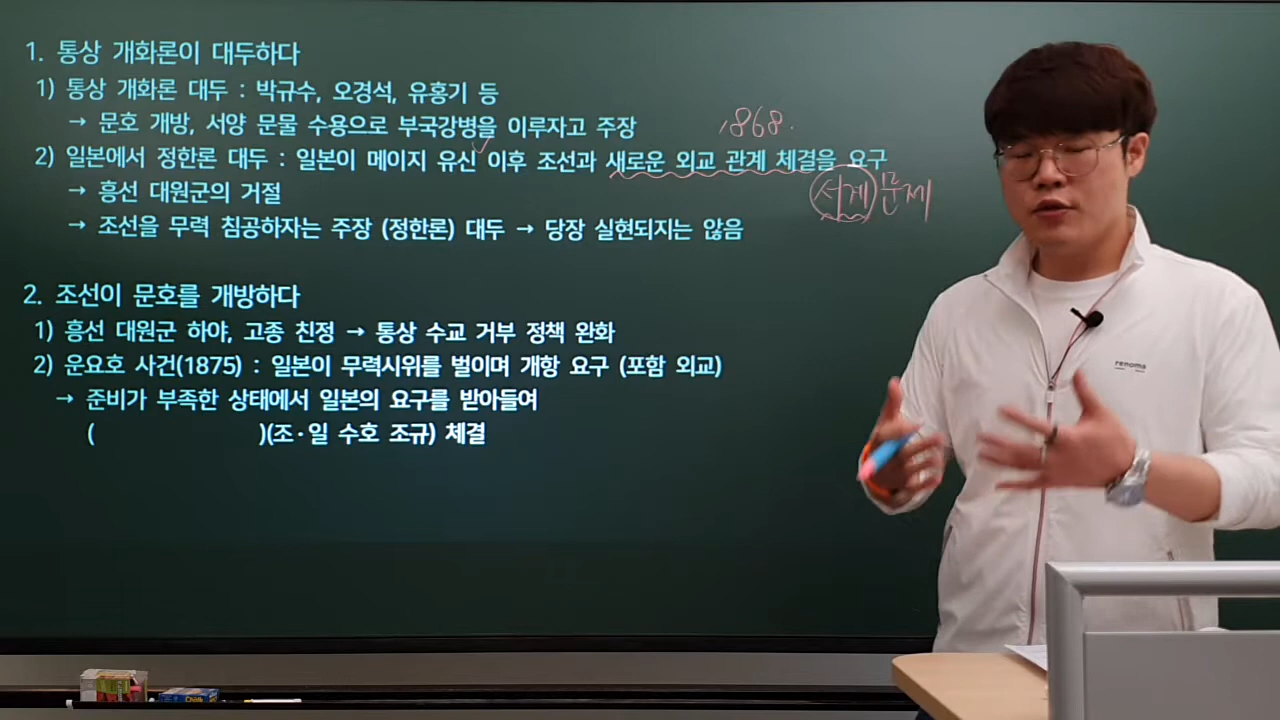 1. 통상 개화론이 대두하다
1) 통상 개화론 대두 : 박규수, 오경석, 유홍기 등
→ 문호 개방, 서양 문물 수용으로 부국강병을 이루자고 주장
1868.
2) 일본에서 정한론 대두 : 일본이 메이지 유신 이후 조선과 새로운 외교 관계 체결을 요구
→ 흥선 대원군의 거절
서계 문제
→ 조선을 무력 침공하자는 주장 (정한론) 대두 → 당장 실현되지는 않음
2. 조선이 문호를 개방하다
1) 흥선 대원군 하야, 고종 친정 → 통상 수교 거부 정책 완화
2) 운요호 사건(1875) : 일본이 무력시위를 벌이며 개항 요구 (포함 외교)
→ 준비가 부족한 상태에서 일본의 요구를 받아들여
( )(조·일 수호 조규) 체결
renoma